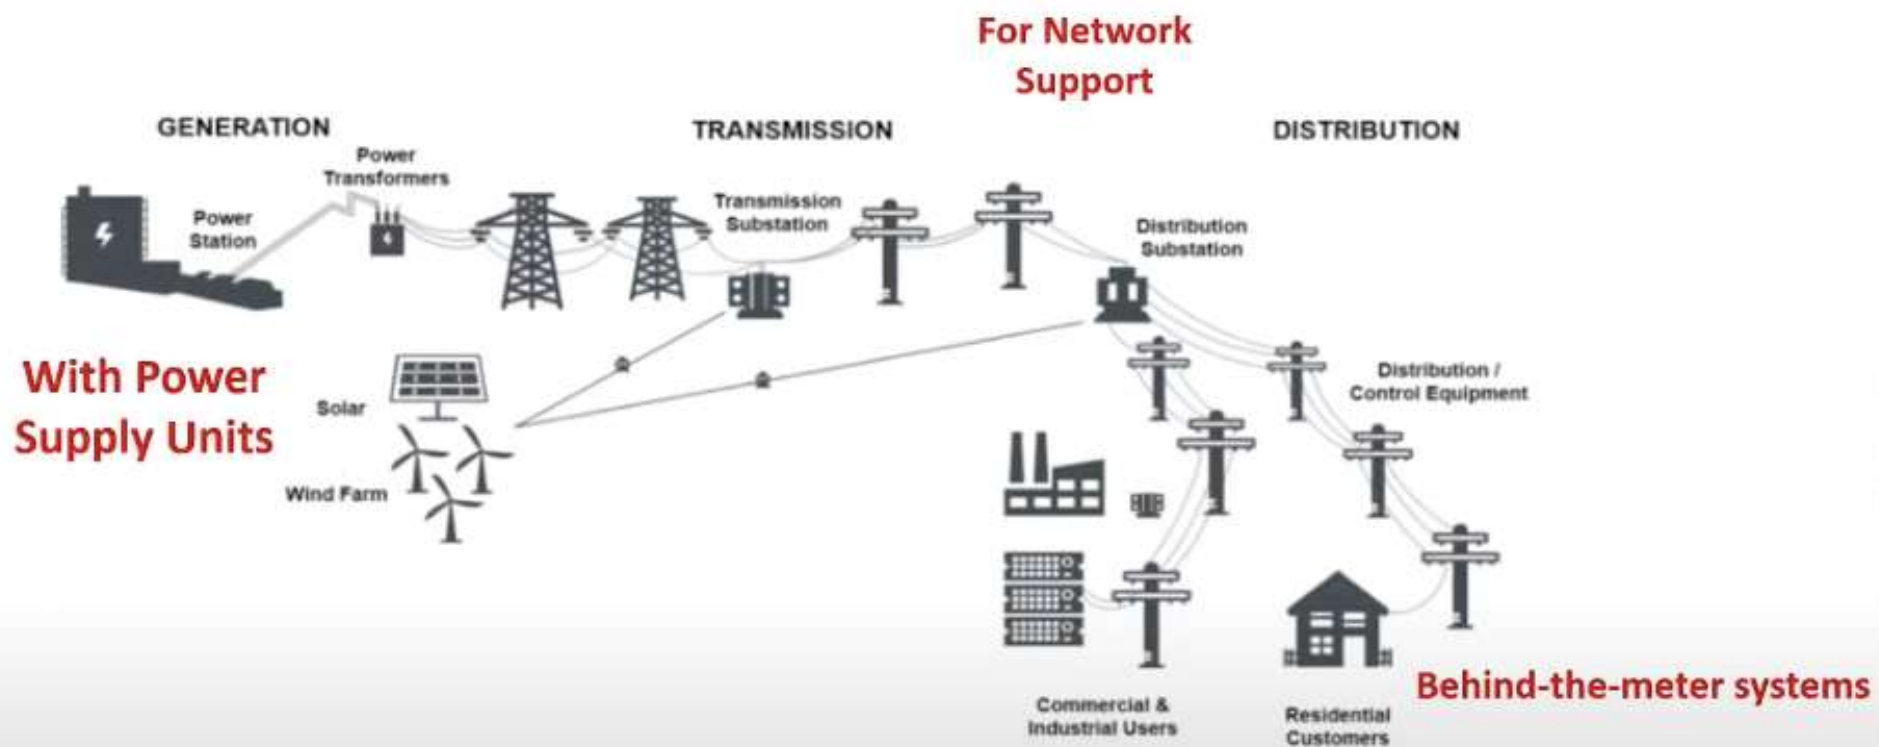 For Network
Support
GENERATION
TRANSMISSION
DISTRIBUTION
Power
Transformers
Power
Station
Transmission
Substation
Distribution
Substation
With Power
Supply Units
Solar
Wind Farm
Distribution /
Control Equipment
Commercial &
Industrial Users
Residential
Customers
Behind-the-meter systems